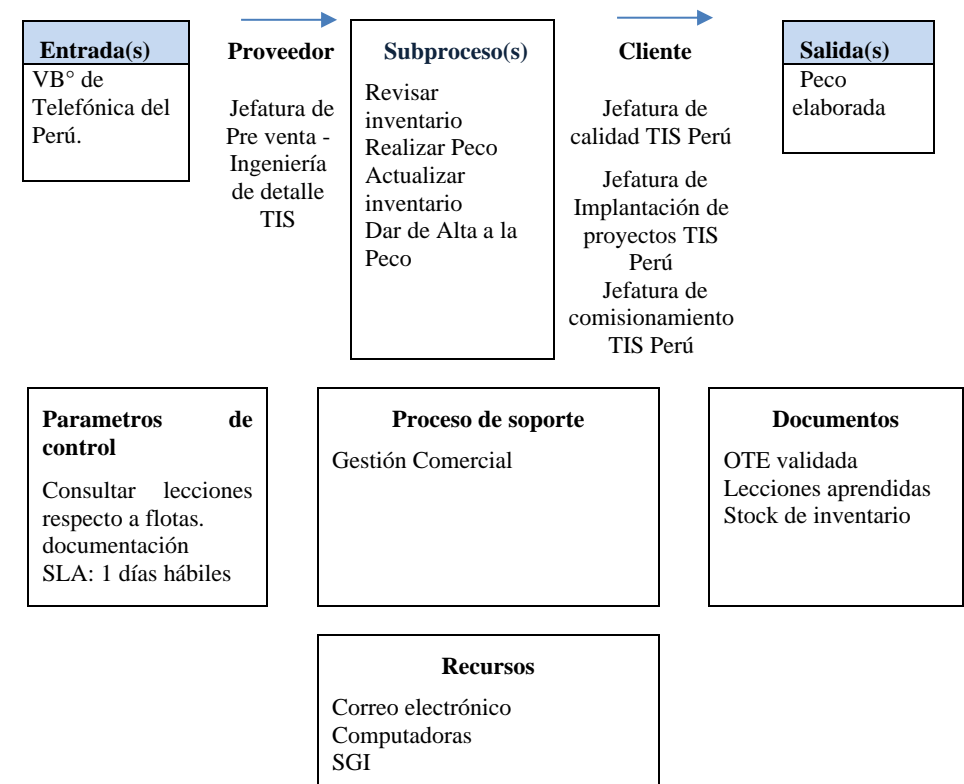 Entrada(s)
VB° de
Telefónica del
Perú.
Proveedor
Jefatura de
Pre venta -
Ingeniería
de detalle
TIS
Subproceso(s)
Revisar
inventario
Realizar Peco
Actualizar
inventario
Dar de Alta a la
Peco
Cliente
Jefatura de
calidad TIS Perú
Jefatura de
Implantación de
proyectos TIS
Perú
Jefatura de
comisionamiento
TIS Perú
Salida(s)
Peco
elaborada
Parametros de
control
Consultar lecciones
respecto a flotas.
documentación
SLA: 1 días hábiles
Proceso de soporte
Gestión Comercial
Documentos
OTE validada
Lecciones aprendidas
Stock de inventario
Recursos
Correo electrónico
Computadoras
SGI